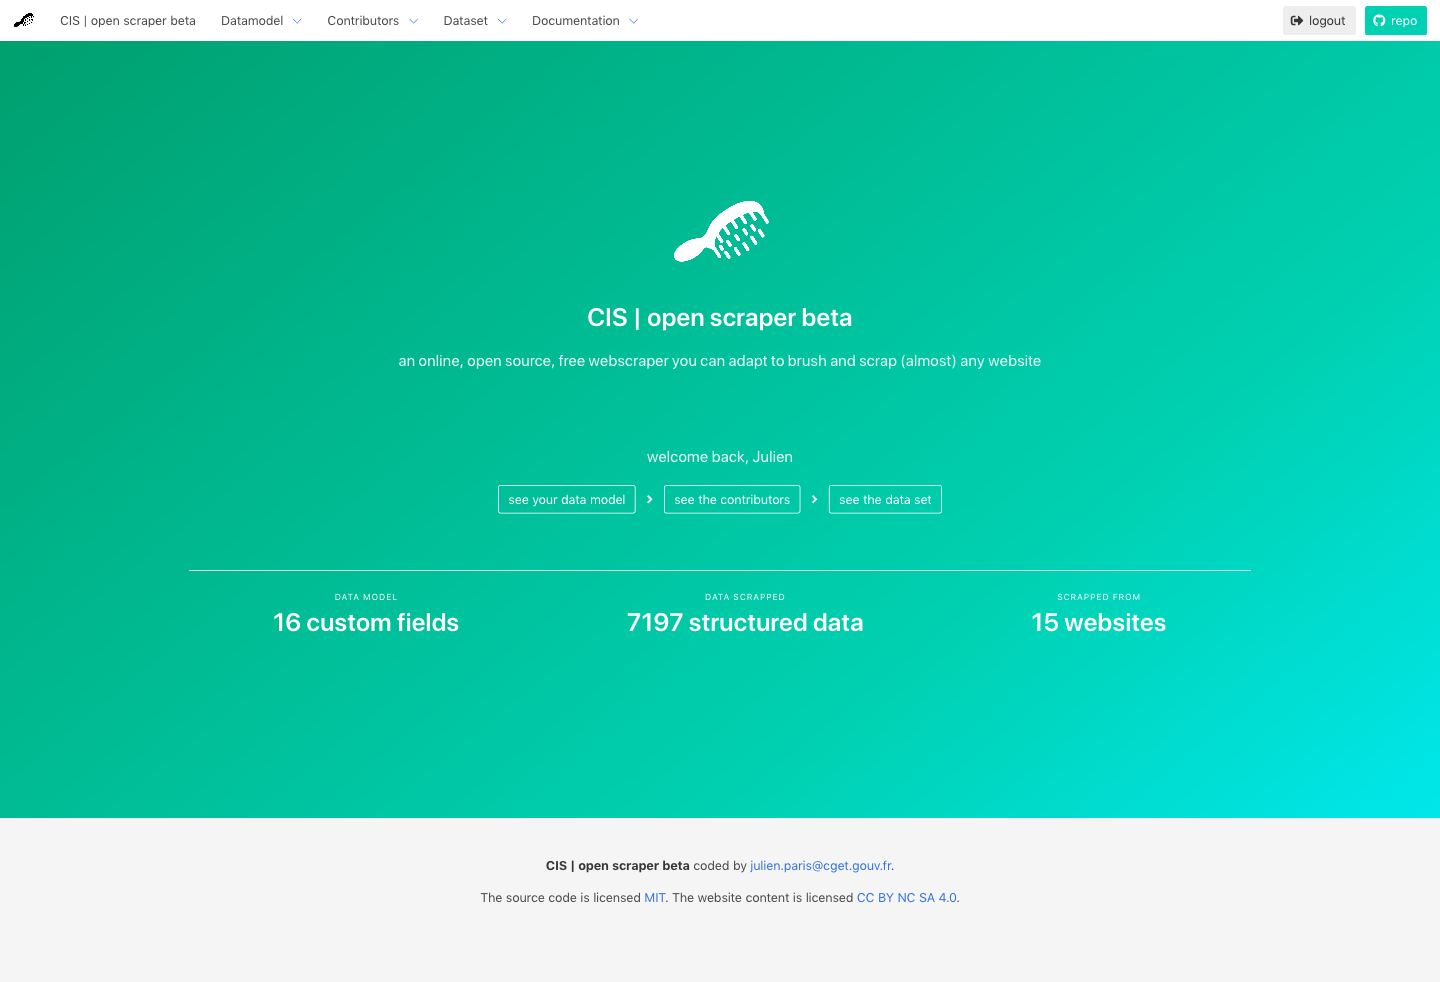 CIS | open scraper beta Datamodel Contributors Dataset Documentation logout repo
CIS | open scraper beta
an online, open source, free webscraper you can adapt to brush and scrap (almost) any website
welcome back, Julien
see your data model see the contributors see the data set
DATA MODEL DATA SCRAPPED SCRAPPED FROM
16 custom fields 7197 structured data 15 websites
CIS | open scraper beta coded by julien.paris@cget.gouv.fr.
The source code is licensed MIT. The website content is licensed CC BY NC SA 4.0.